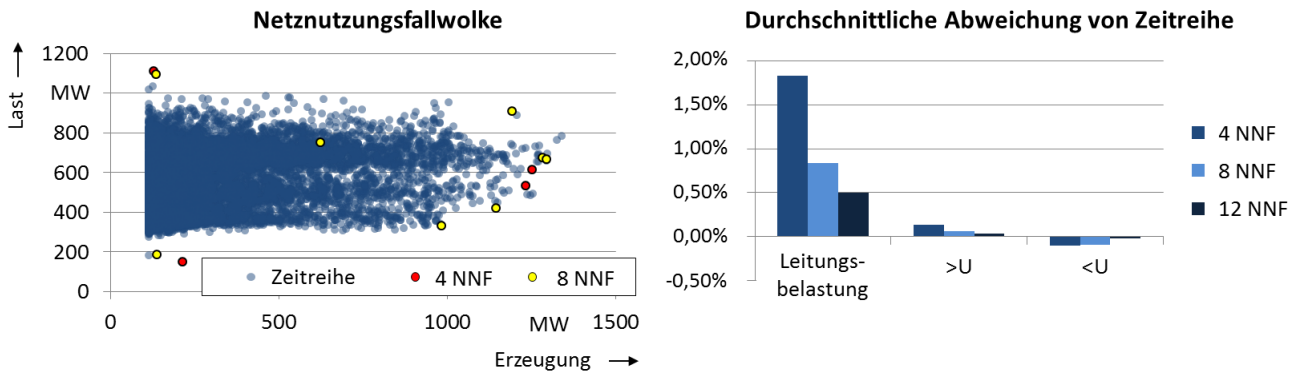 Netznutzungsfallwolke
Last
1200
MW
800
600
400
200
0
0
500
1000
MW
1500
Erzeugung
Zeitreihe
4 NNF
8 NNF
Durchschnittliche Abweichung von Zeitreihe
2,00%
1,50%
1,00%
0,50%
0,00%
-0,50%
Leitungs-
belastung
>U
<U
4 NNF
8 NNF
12 NNF